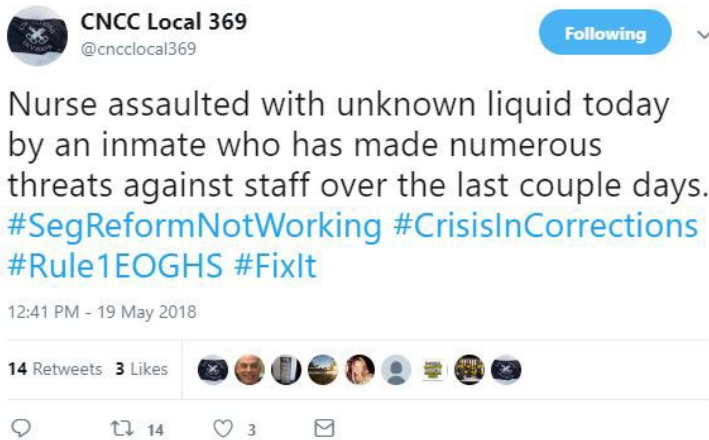 CNCC Local 369
@cncclocal369
Following
Nurse assaulted with unknown liquid today
by an inmate who has made numerous
threats against staff over the last couple days.
#SegReformNotWorking #CrisisInCorrections
#Rule1EOGHS #FixIt
12:41 PM - 19 May 2018
14 Retweets 3 Likes
14 3